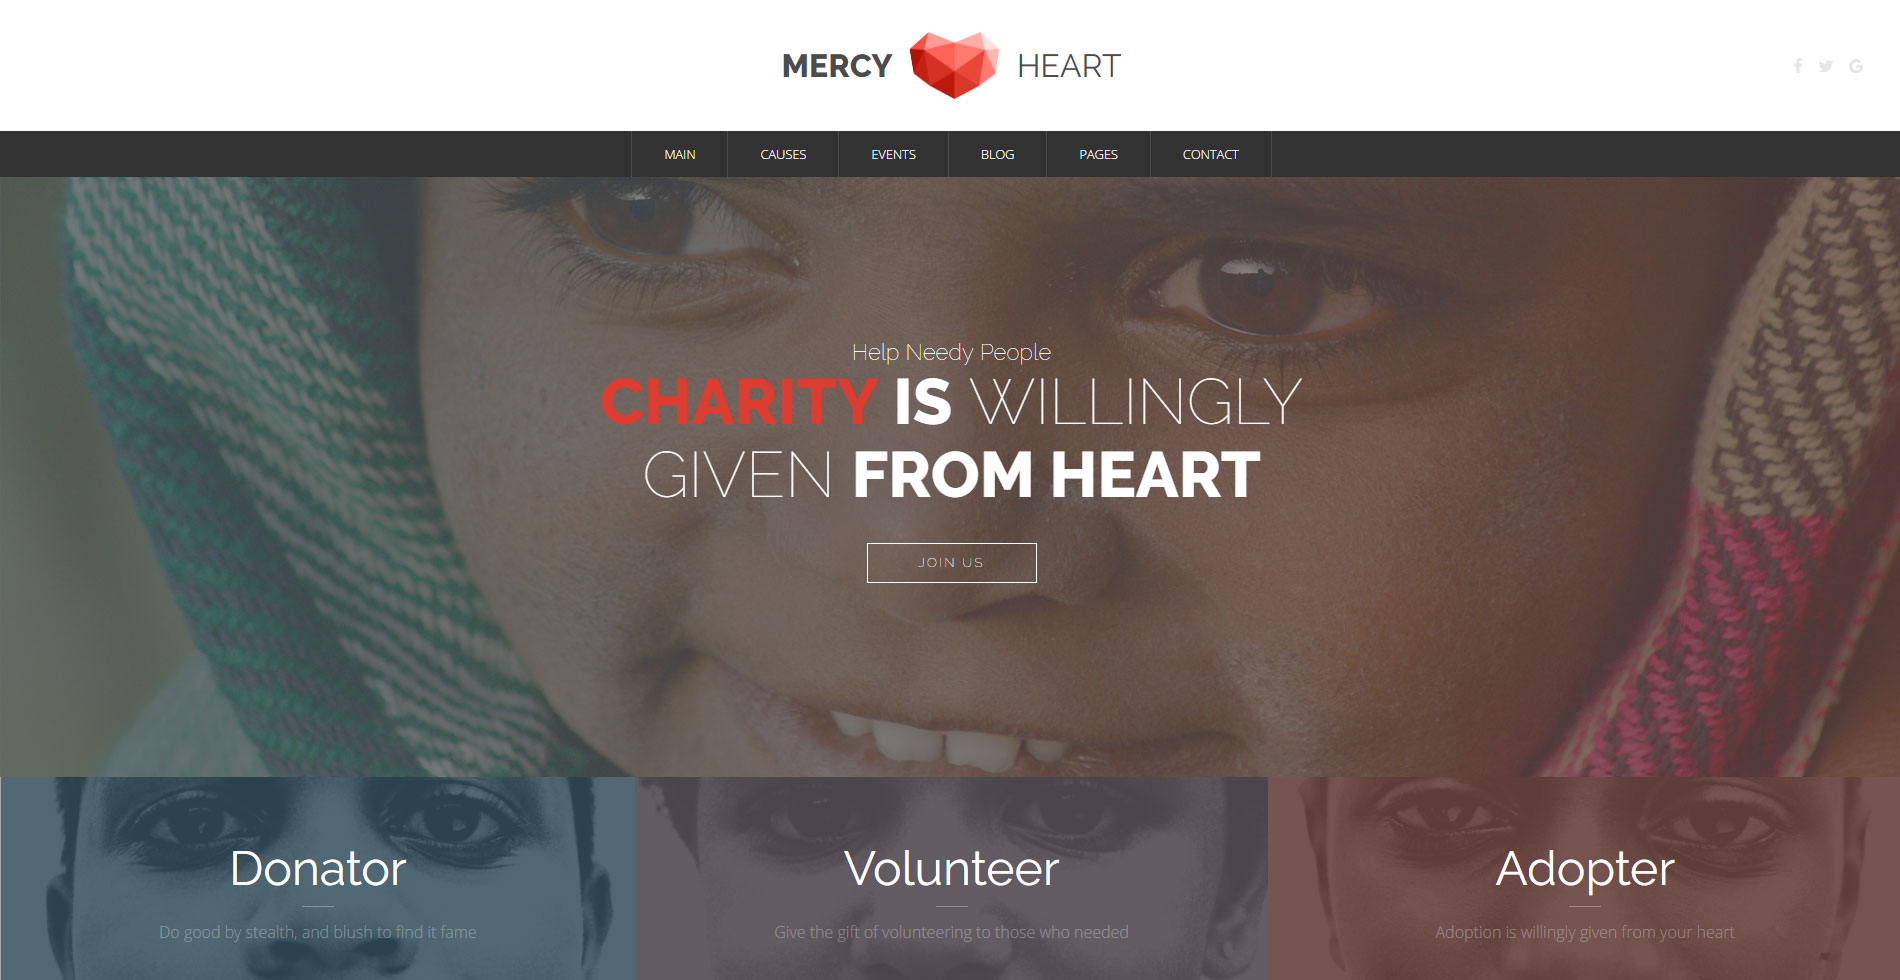 MERCY HEART
MAIN CAUSES EVENTS BLOG PAGES CONTACT
Help Needy People
CHARITY IS WILLINGLY
GIVEN FROM HEART
JOIN US
Donator
Do good by stealth, and blush to find it fame
Volunteer
Give the gift of volunteering to those who needed
Adopter
Adoption is willingly given from your heart